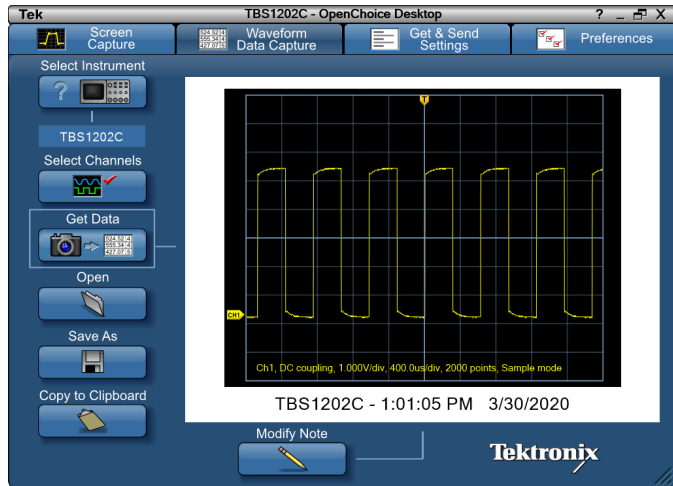 Tek
TBS1202C - OpenChoice Desktop
? _ X
Screen Capture
Waveform Data Capture
Get & Send Settings
Preferences
Select Instrument
?
TBS1202C
Select Channels
Get Data
Open
Save As
Copy to Clipboard
T
CH1
Ch1, DC coupling, 1.000V/div, 400.0us/div, 2000 points, Sample mode
TBS1202C - 1:01:05 PM 3/30/2020
Modify Note
Tektronix